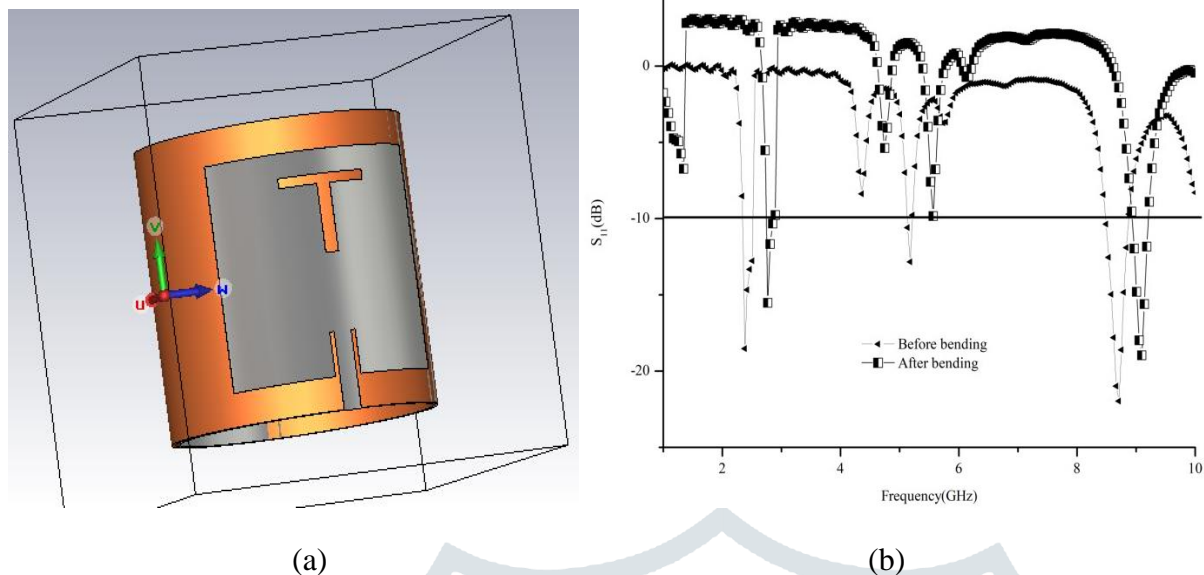 U
V
W
0
-10
-20
S11(dB)
Before bending
After bending
2
4
6
8
10
Frequency(GHz)
(a)
(b)